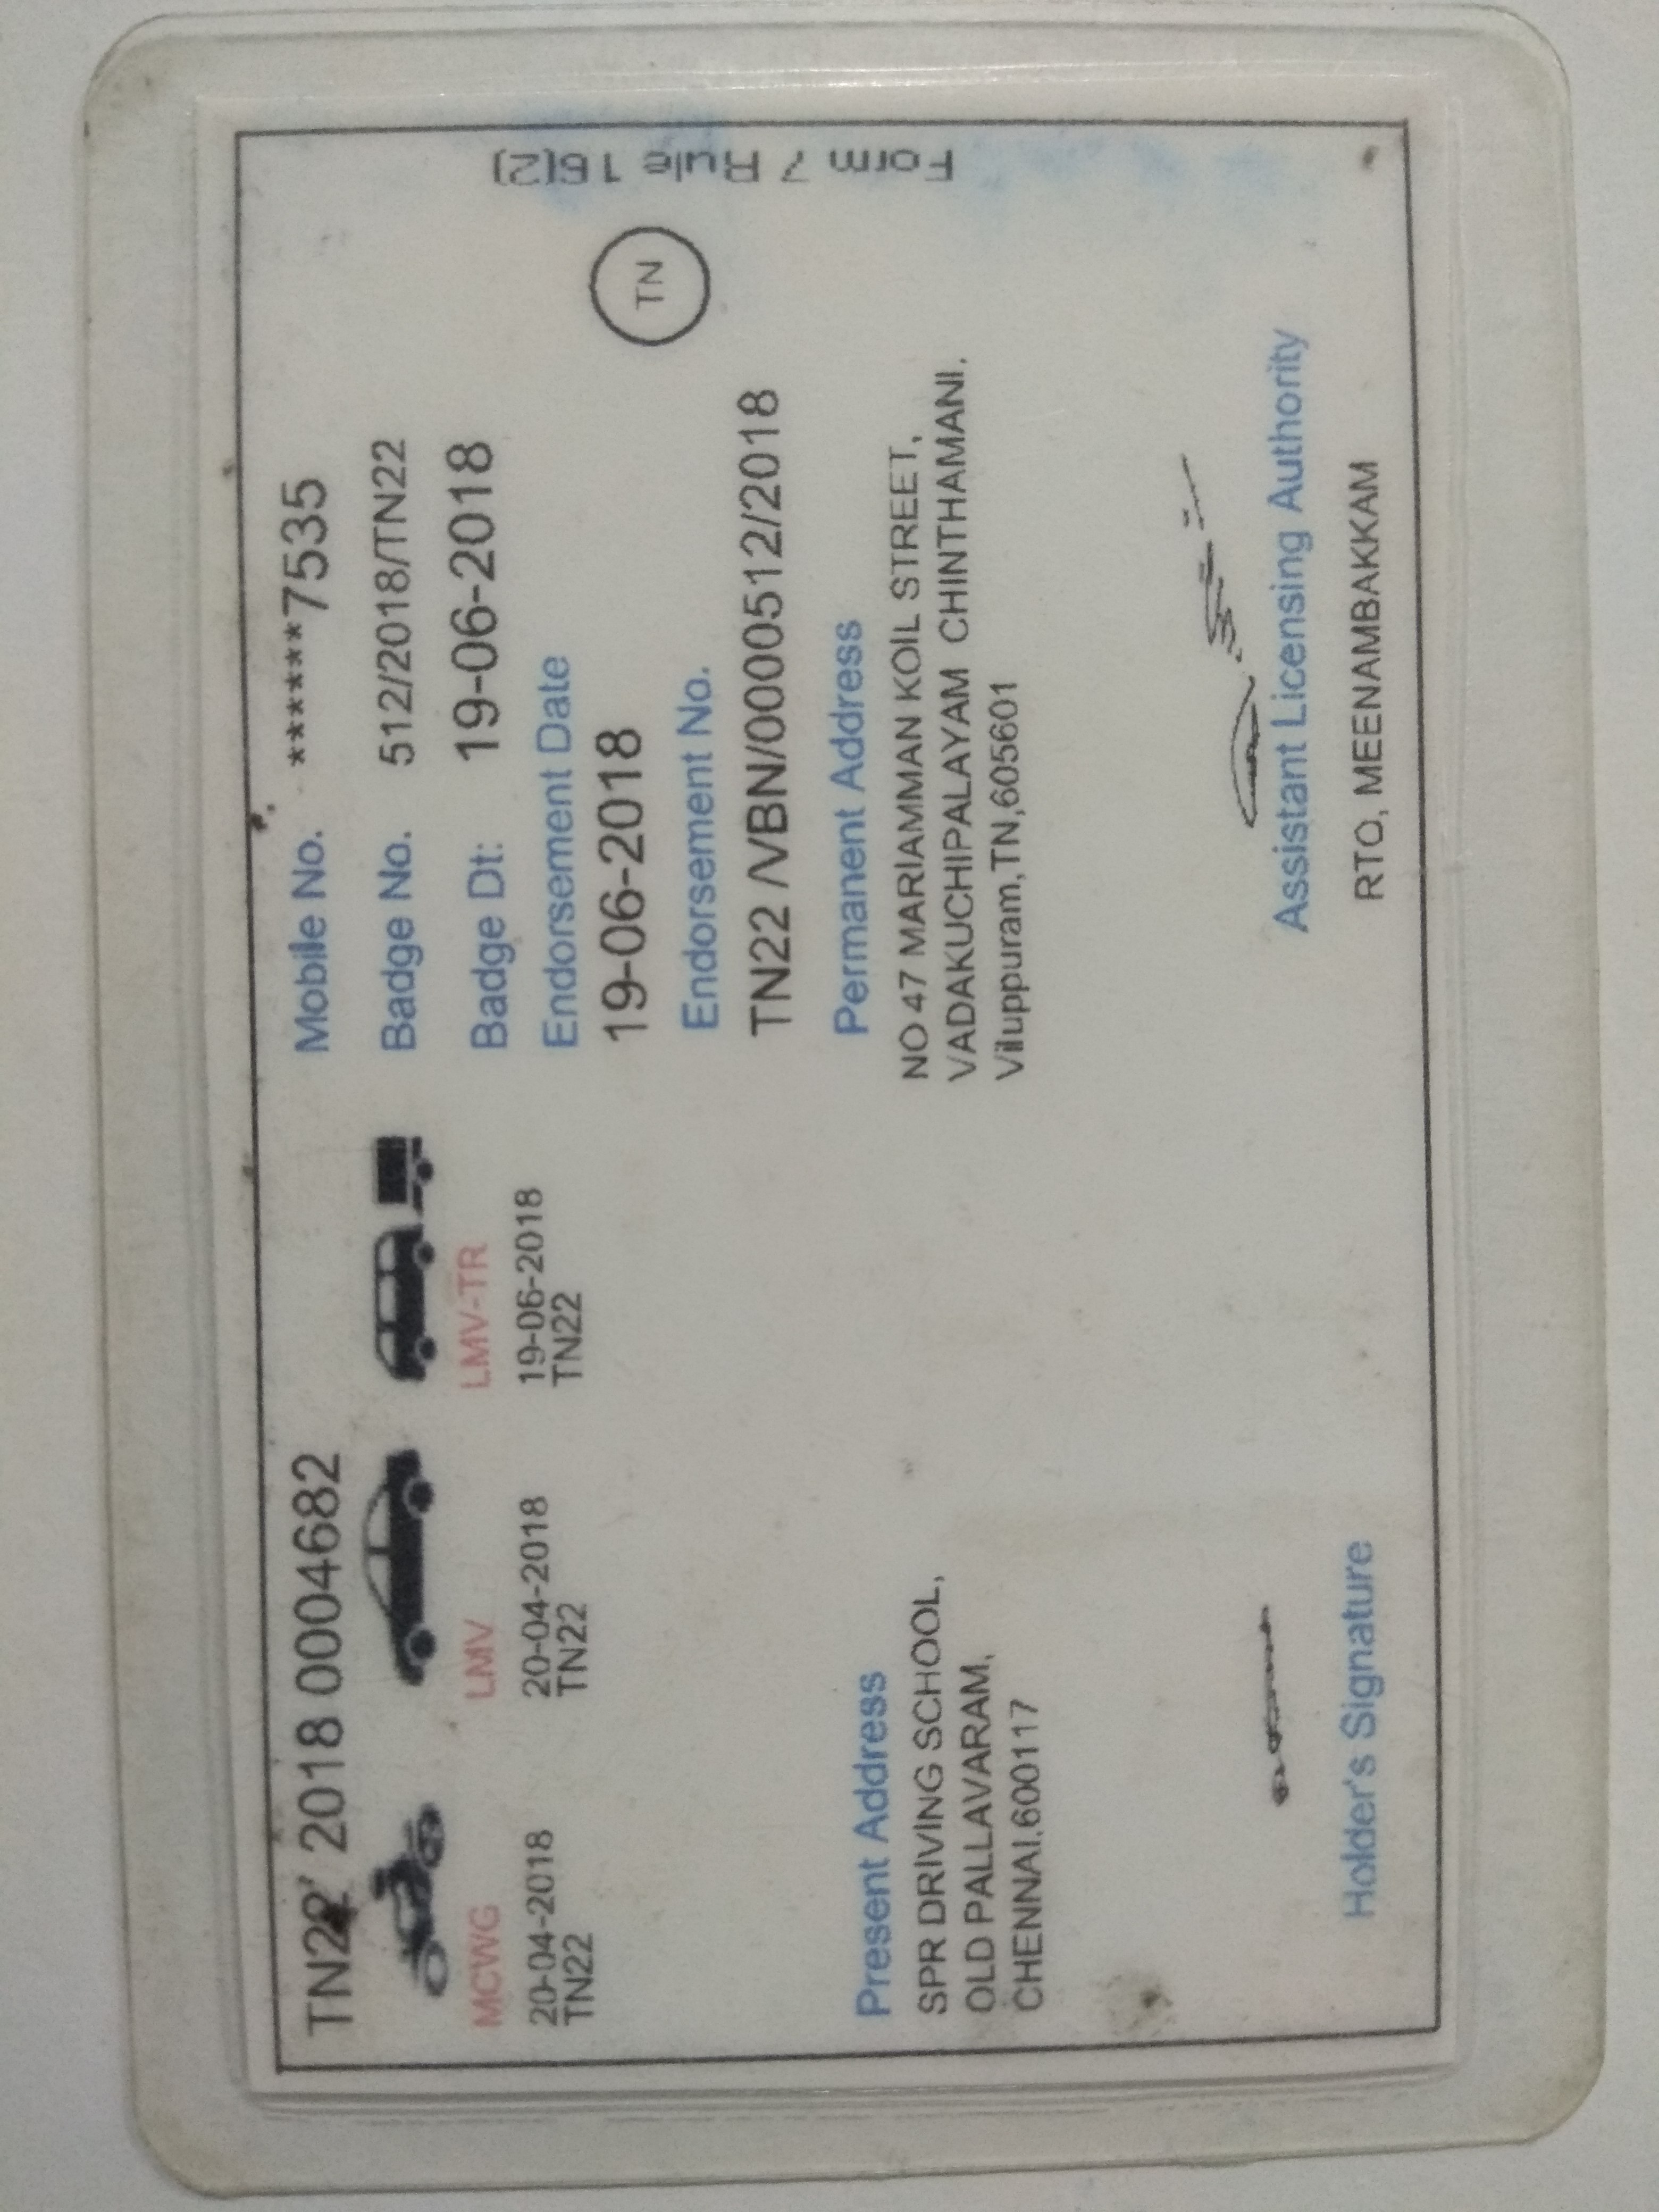 TN22 2018 0004682
MCWG
20-04-2018
TN22
LMV
20-04-2018
TN22
LMV-TR
19-06-2018
TN22
Mobile No. ******7535
Badge No. 512/2018/TN22
Badge Dt: 19-06-2018
Endorsement Date
19-06-2018
TN
Endorsement No.
TN22 /VBN/0000512/2018
Present Address
SPR DRIVING SCHOOL,
OLD PALLAVARAM,
CHENNAI.600117
Permanent Address
NO 47 MARIAMMAN KOIL STREET,
VADAKUCHIPALAYAM CHINTHAMANI.
Viluppuram,TN,605601
Holder's Signature
Assistant Licensing Authority
RTO, MEENAMBAKKAM
Form 7 Rule 16(2)